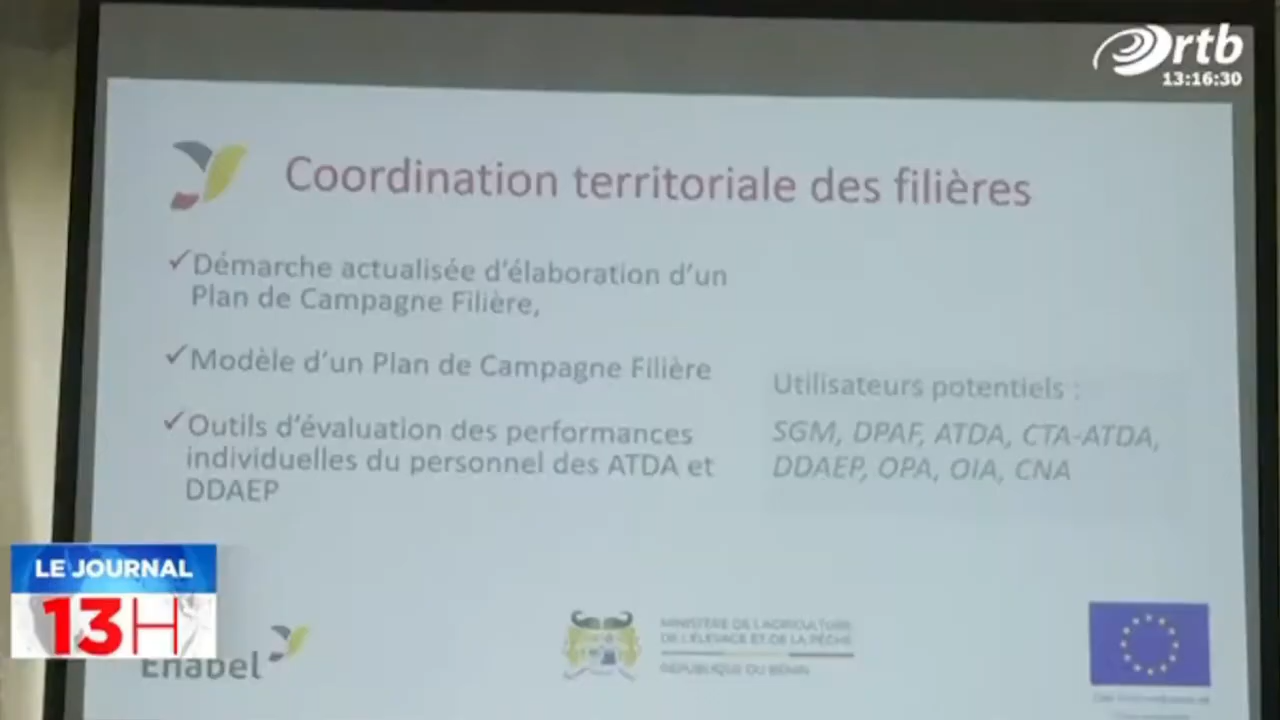 rtb
13:16:30
Coordination territoriale des filières
✓Démarche actualisée d'élaboration d'un
Plan de Campagne Filière,
✓Modèle d'un Plan de Campagne Filière
✓Outils d'évaluation des performances
individuelles du personnel des ATDA et
DDAEP
Utilisateurs potentiels :
SGM, DPAF, ATDA, CTA-ATDA,
DDAEP, OPA, OIA, CNA
LE JOURNAL
13H
Enabel
MINISTÈRE DE L'AGRICULTURE
DE L'ÉLEVAGE ET DE LA PÊCHE
RÉPUBLIQUE DU BÉNIN